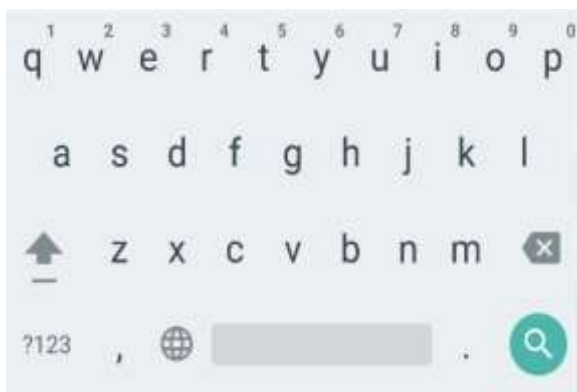 1 2 3 4 5 6 7 8 9 0
q w e r t y u i o p
a s d f g h j k l
z x c v b n m
?123 , .